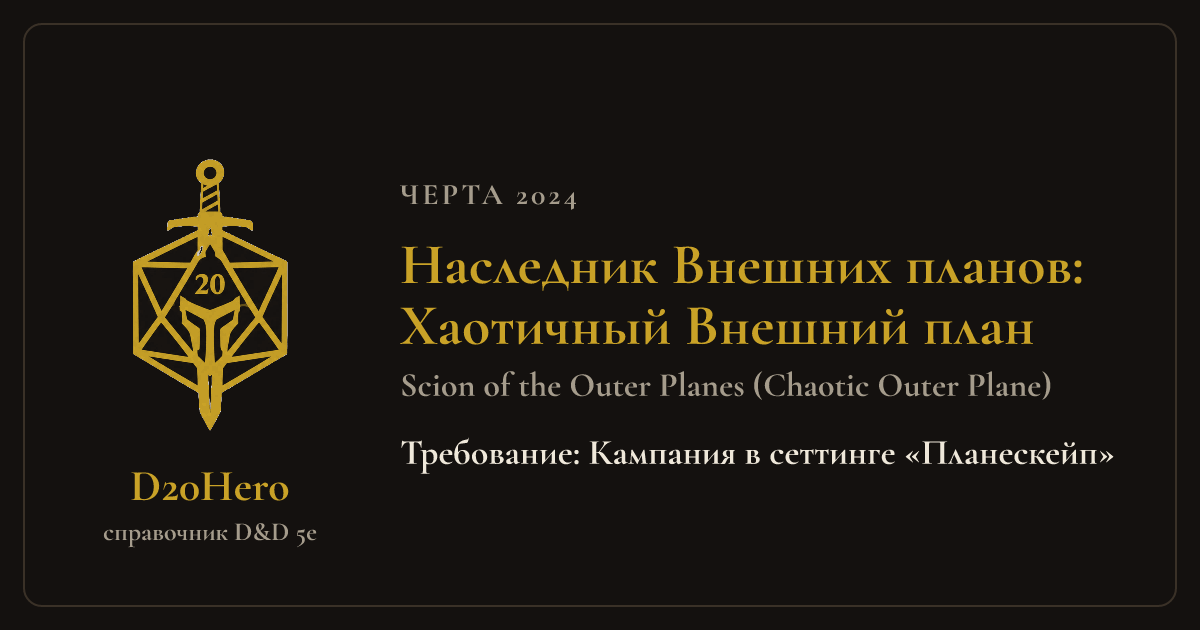 20
D20Hero
справочник D&D 5e
ЧЕРТА 2024
Наследник Внешних планов:
Хаотичный Внешний план
Scion of the Outer Planes (Chaotic Outer Plane)
Требование: Кампания в сеттинге «Планескейп»